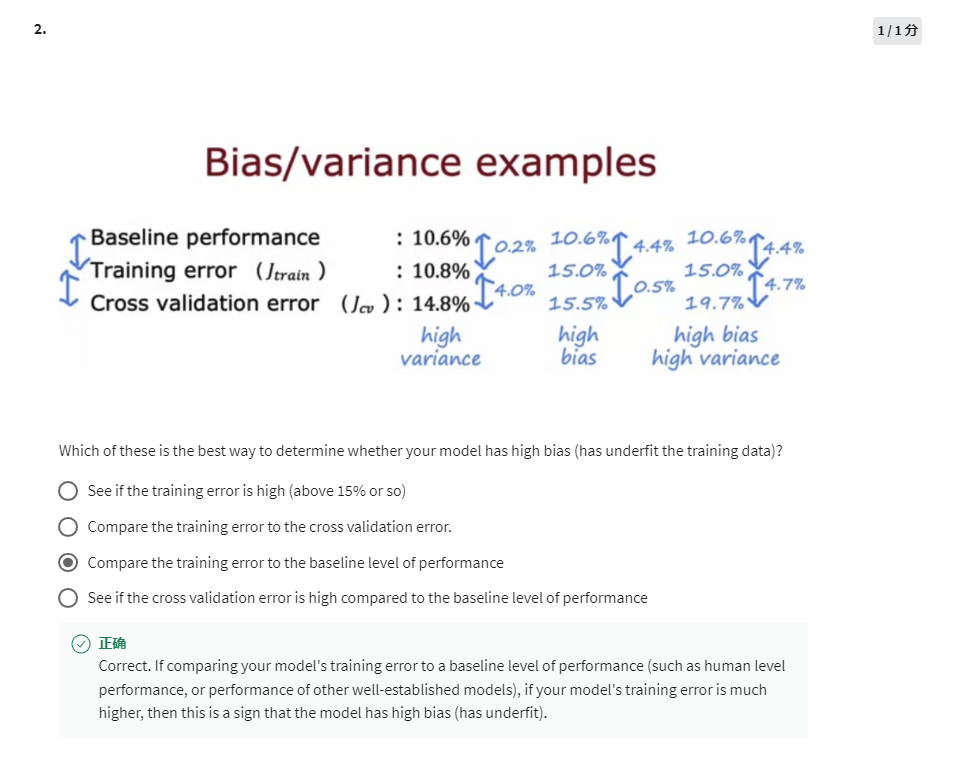 2.
1 / 1 分
Bias/variance examples
Baseline performance : 10.6% 0.2% 10.6% 4.4% 10.6% 4.4%
Training error (Jtrain ) : 10.8% 4.0% 15.0% 0.5% 15.0% 4.7%
Cross validation error (Jcv ) : 14.8% 15.5% 19.7%
high high high bias
variance bias high variance
Which of these is the best way to determine whether your model has high bias (has underfit the training data)?
See if the training error is high (above 15% or so)
Compare the training error to the cross validation error.
Compare the training error to the baseline level of performance
See if the cross validation error is high compared to the baseline level of performance
正确
Correct. If comparing your model's training error to a baseline level of performance (such as human level
performance, or performance of other well-established models), if your model's training error is much
higher, then this is a sign that the model has high bias (has underfit).